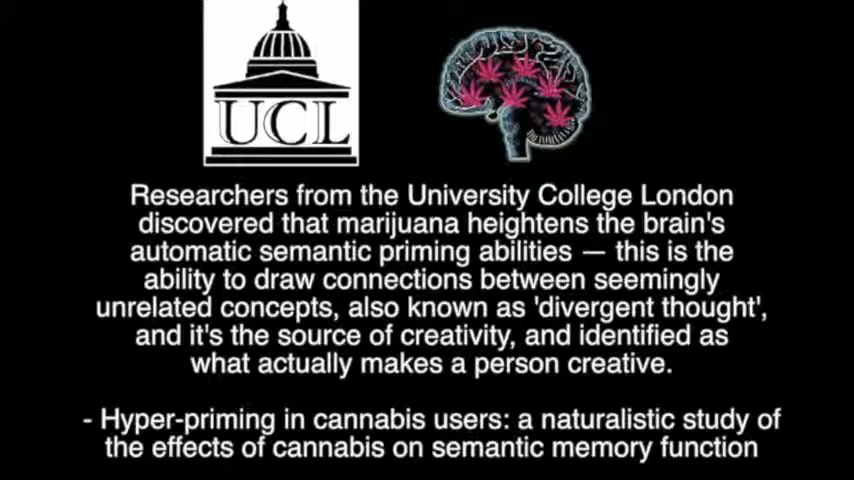 UCL
Researchers from the University College London
discovered that marijuana heightens the brain's
automatic semantic priming abilities — this is the
ability to draw connections between seemingly
unrelated concepts, also known as 'divergent thought',
and it's the source of creativity, and identified as
what actually makes a person creative.
- Hyper-priming in cannabis users: a naturalistic study of
the effects of cannabis on semantic memory function